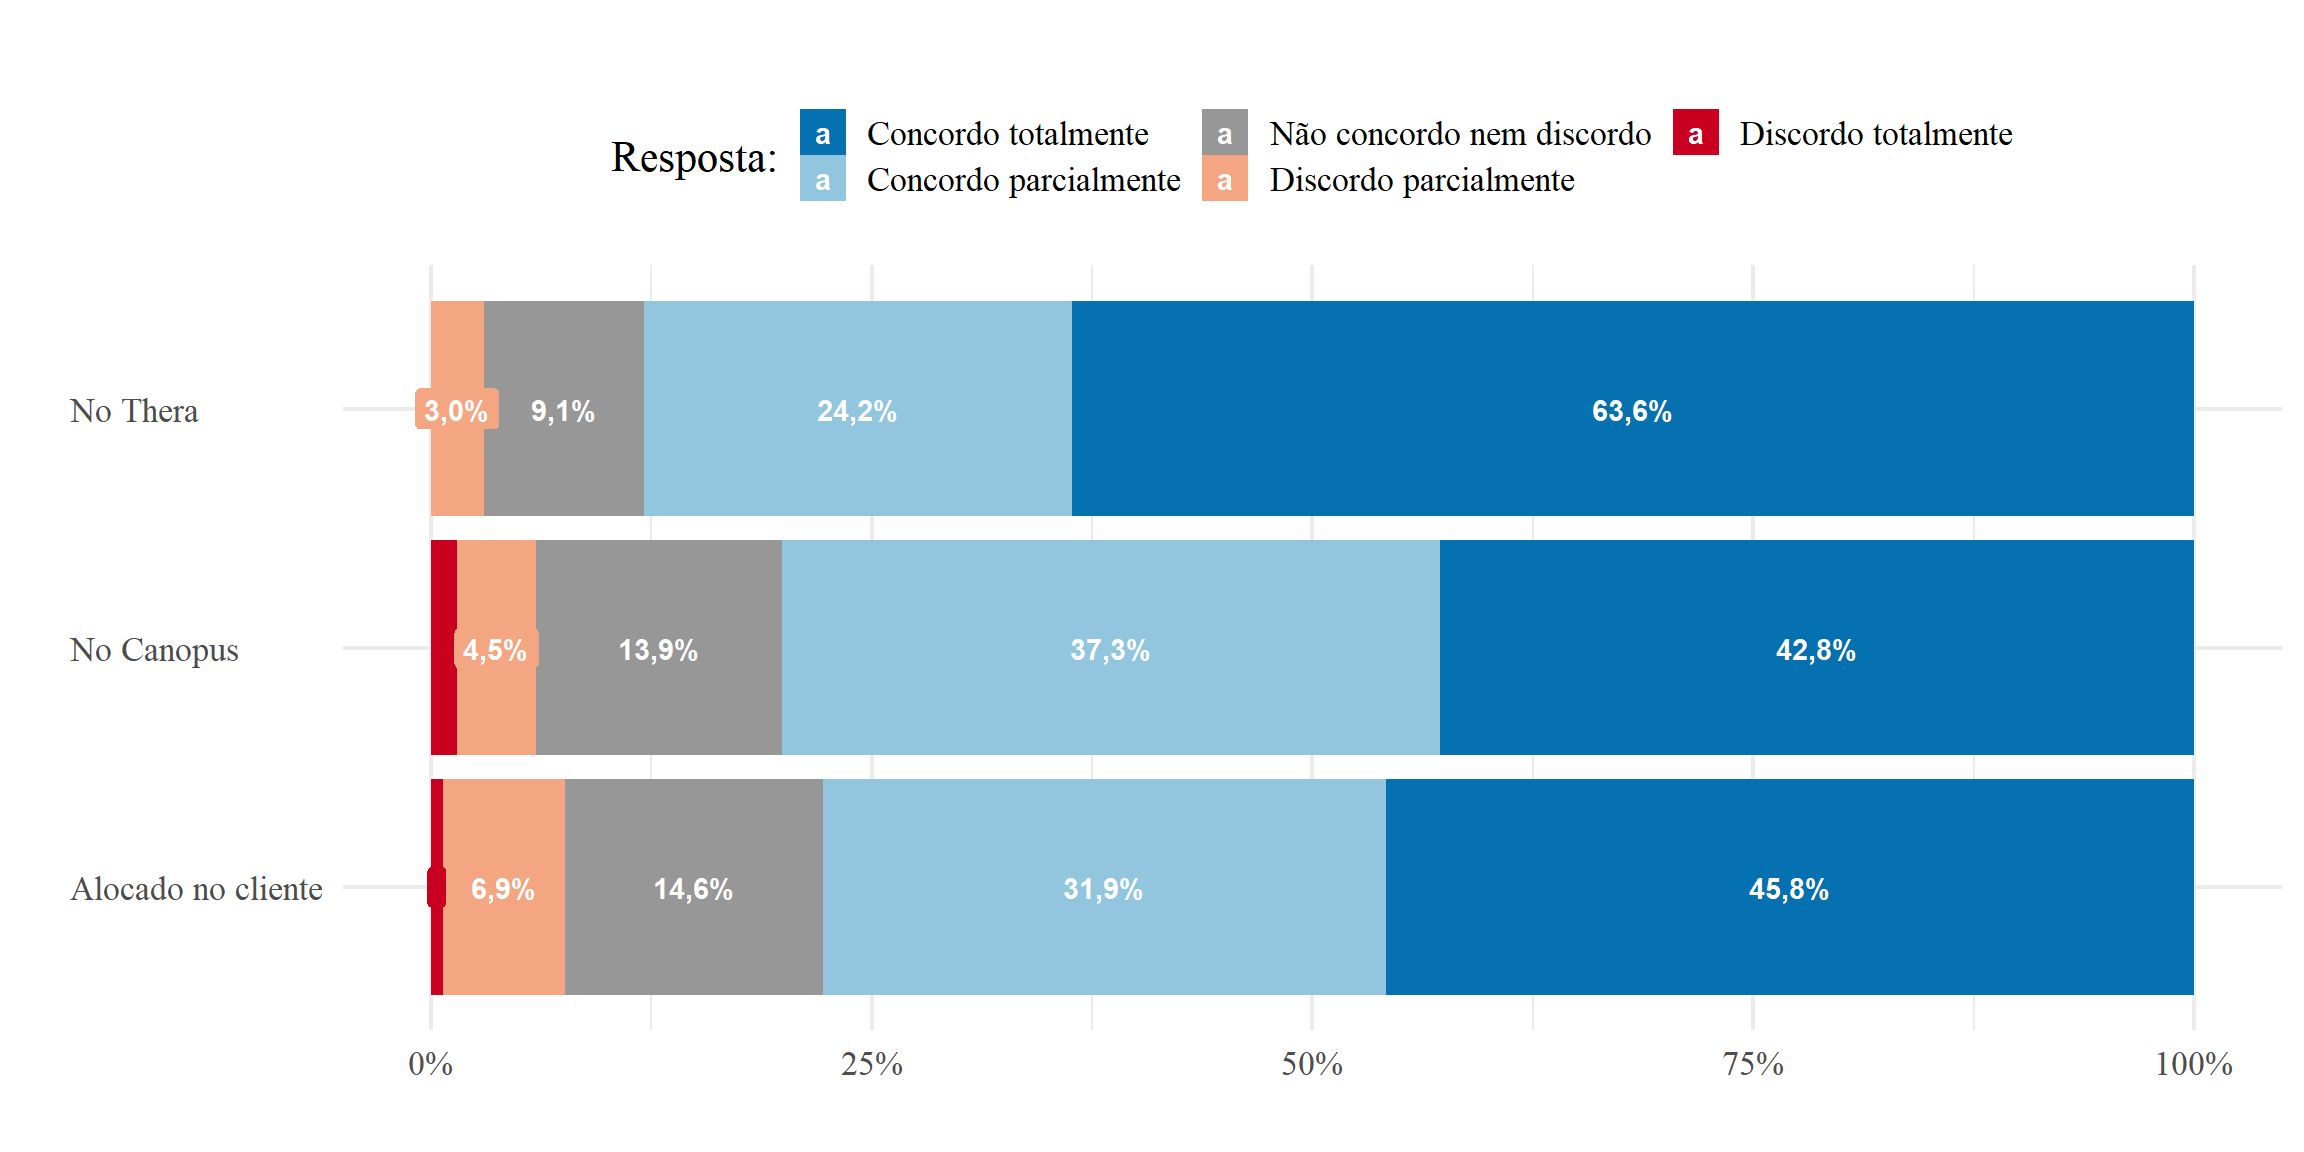 Resposta:
a Concordo totalmente a Não concordo nem discordo a Discordo totalmente
a Concordo parcialmente a Discordo parcialmente
No Thera 3,0% 9,1% 24,2% 63,6%
No Canopus 4,5% 13,9% 37,3% 42,8%
Alocado no cliente 6,9% 14,6% 31,9% 45,8%
0% 25% 50% 75% 100%